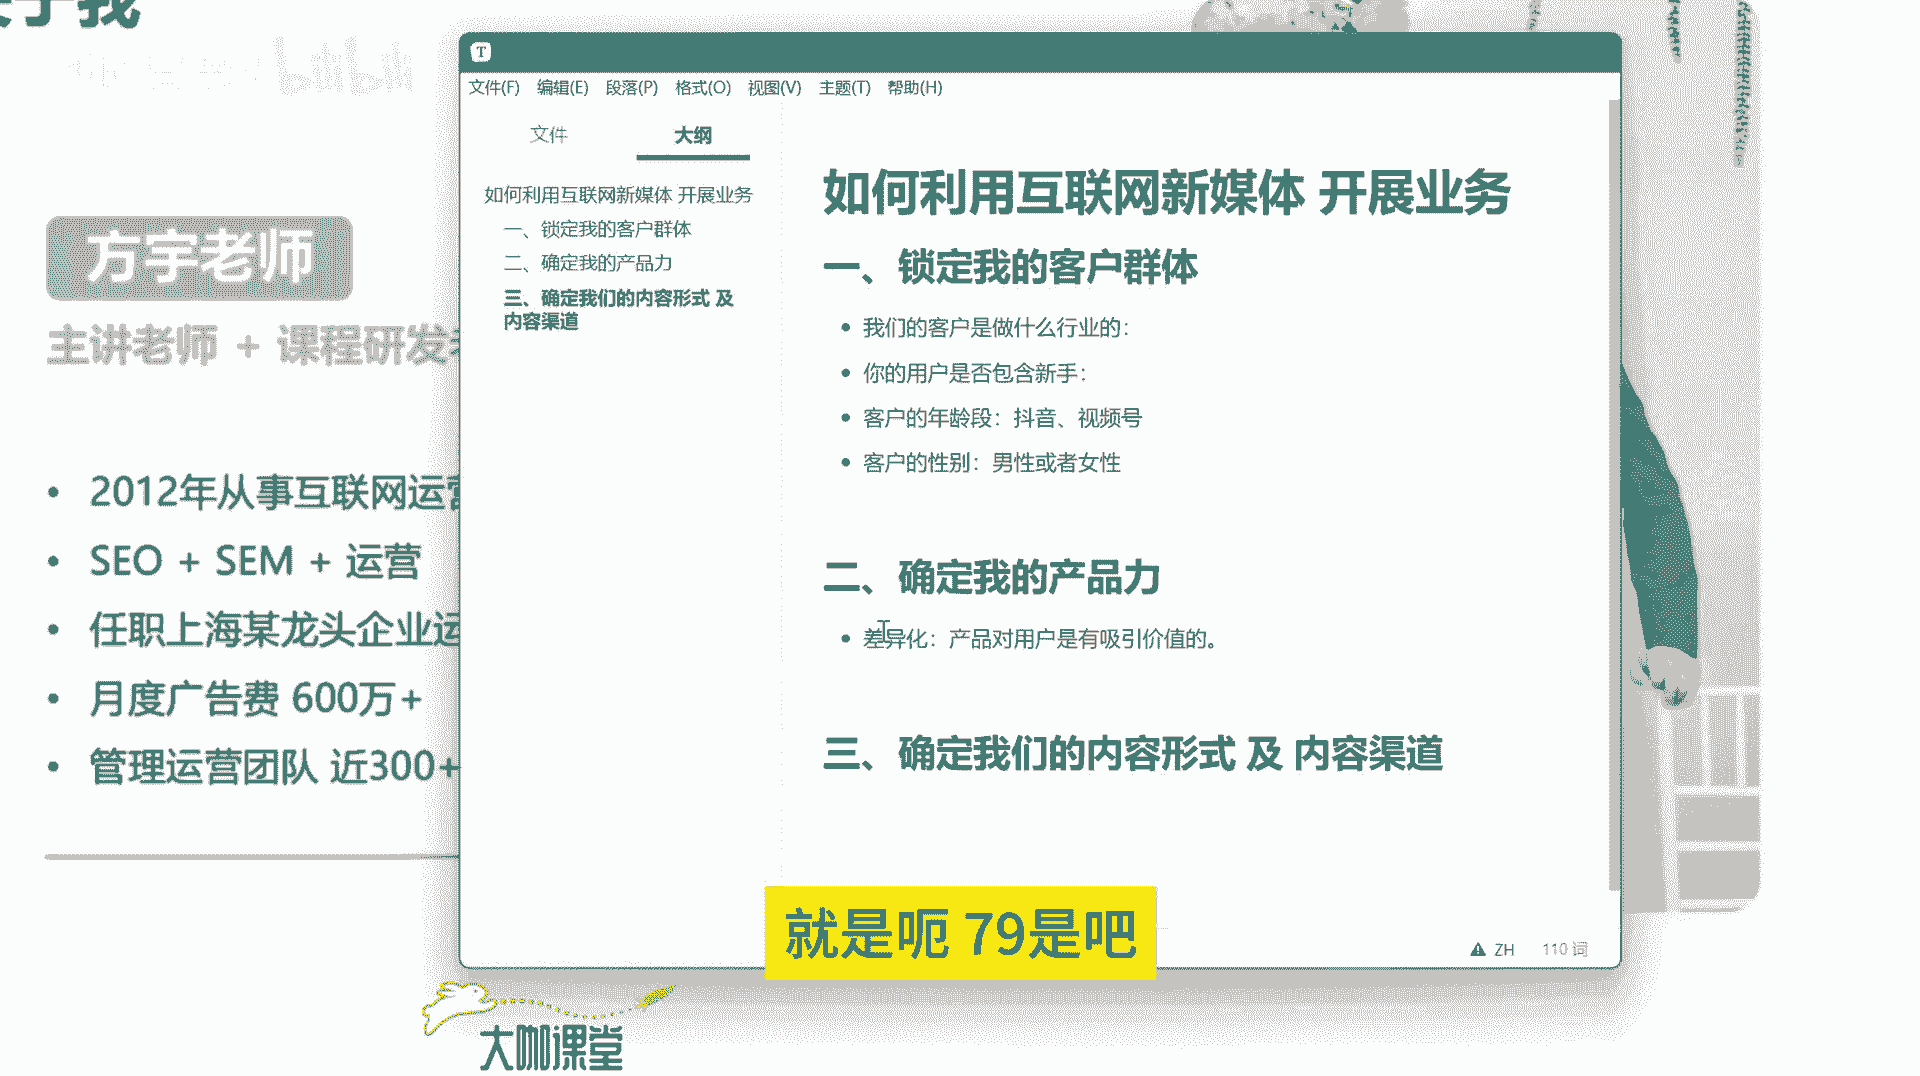 于我
bilibili
方宇老师
主讲老师 + 课程研发
• 2012年从事互联网运营
• SEO + SEM + 运营
• 任职上海某龙头企业运
• 月度广告费 600万+
• 管理运营团队 近300+
T
文件(F) 编辑(E) 段落(P) 格式(O) 视图(V) 主题(T) 帮助(H)
文件 大纲
如何利用互联网新媒体 开展业务
一、锁定我的客户群体
二、确定我的产品力
三、确定我们的内容形式 及
内容渠道
如何利用互联网新媒体 开展业务
一、锁定我的客户群体
• 我们的客户是做什么行业的：
• 你的用户是否包含新手：
• 客户的年龄段：抖音、视频号
• 客户的性别：男性或者女性
二、确定我的产品力
• 差异化：产品对用户是有吸引价值的。
三、确定我们的内容形式 及 内容渠道
就是呃 79是吧
ZH 110 词
大咖课堂